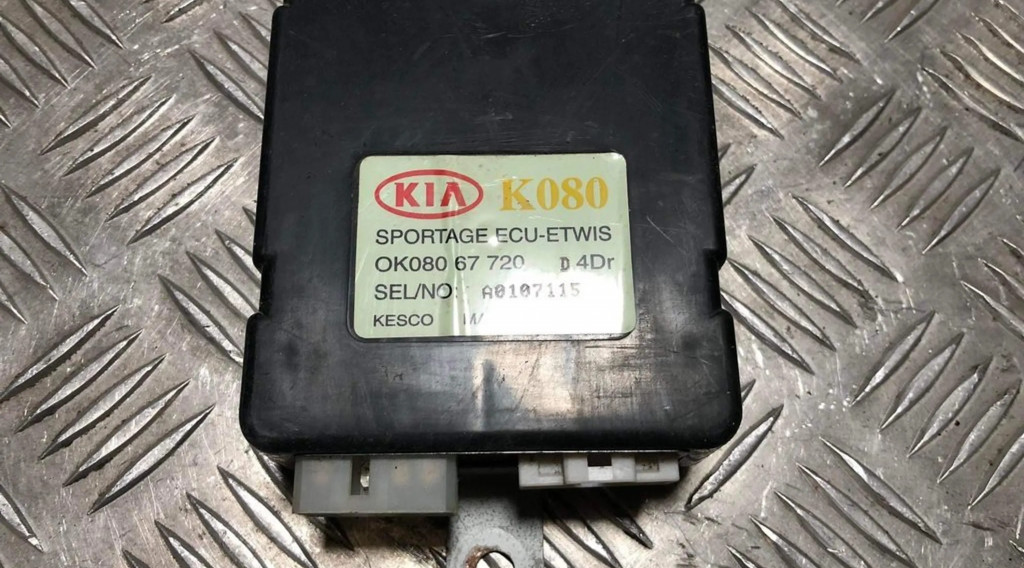 KIA K080
SPORTAGE ECU-ETWIS
OK080 67 720 D 4Dr
SEL/NO: A0107115
KESCO